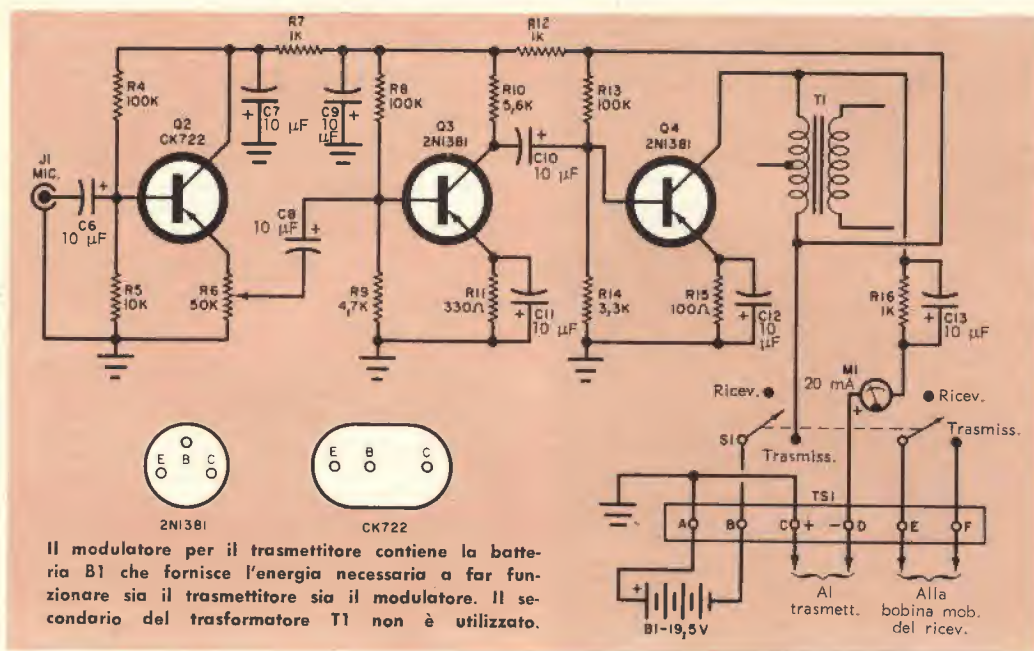 R7
1K
R12
1K
R4
100K
C7
10 µF
C9
10
µF
R8
100K
R10
5,6K
R13
100K
Q2
CK722
Q3
2N1381
Q4
2N1381
T1
J1
MIC.
C6
10 µF
C8
10 µF
C10
10 µF
R5
10K
R6
50K
R9
4,7K
R11
330Ω
C11
10 µF
R14
3,3K
R15
100Ω
C12
10
µF
R16
1K
C13
10 µF
M1
20 mA
Ricev.
Ricev.
S1
Trasmiss.
Trasmiss.
TS1
A B C + - D E F
E B C
2N1381
E B C
CK722
B1-19,5V
Al
trasmett.
Alla
bobina mob.
del ricev.
Il modulatore per il trasmettitore contiene la batte-
ria B1 che fornisce l'energia necessaria a far fun-
zionare sia il trasmettitore sia il modulatore. Il se-
condario del trasformatore T1 non è utilizzato.